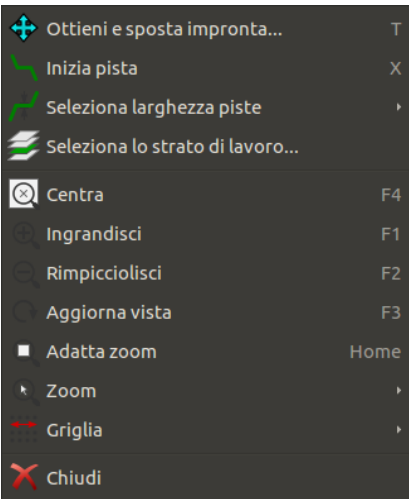 Ottieni e sposta impronta... T
Inizia pista X
Seleziona larghezza piste
Seleziona lo strato di lavoro...
Centra F4
Ingrandisci F1
Rimpicciolisci F2
Aggiorna vista F3
Adatta zoom Home
Zoom
Griglia
Chiudi